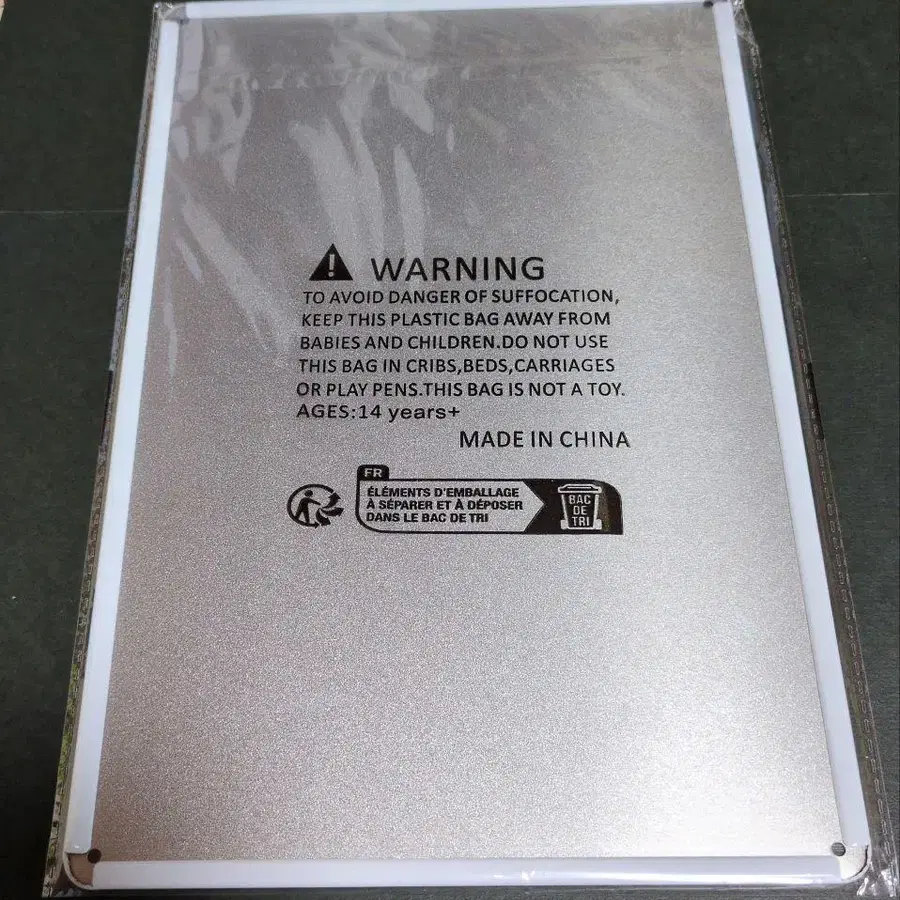 WARNING
TO AVOID DANGER OF SUFFOCATION,
KEEP THIS PLASTIC BAG AWAY FROM
BABIES AND CHILDREN.DO NOT USE
THIS BAG IN CRIBS,BEDS,CARRIAGES
OR PLAY PENS.THIS BAG IS NOT A TOY.
AGES:14 years+
MADE IN CHINA
FR
ÉLÉMENTS D'EMBALLAGE
À SÉPARER ET À DÉPOSER
DANS LE BAC DE TRI
BAC
DE
TRI